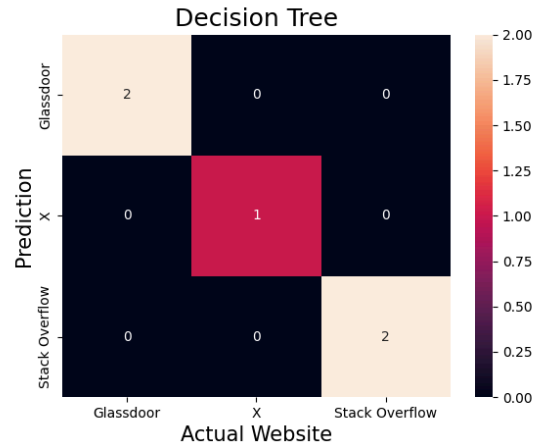 Decision Tree
Prediction
Glassdoor
X
Stack Overflow
2 0 0
0 1 0
0 0 2
Glassdoor X Stack Overflow
Actual Website
2.00
1.75
1.50
1.25
1.00
0.75
0.50
0.25
0.00